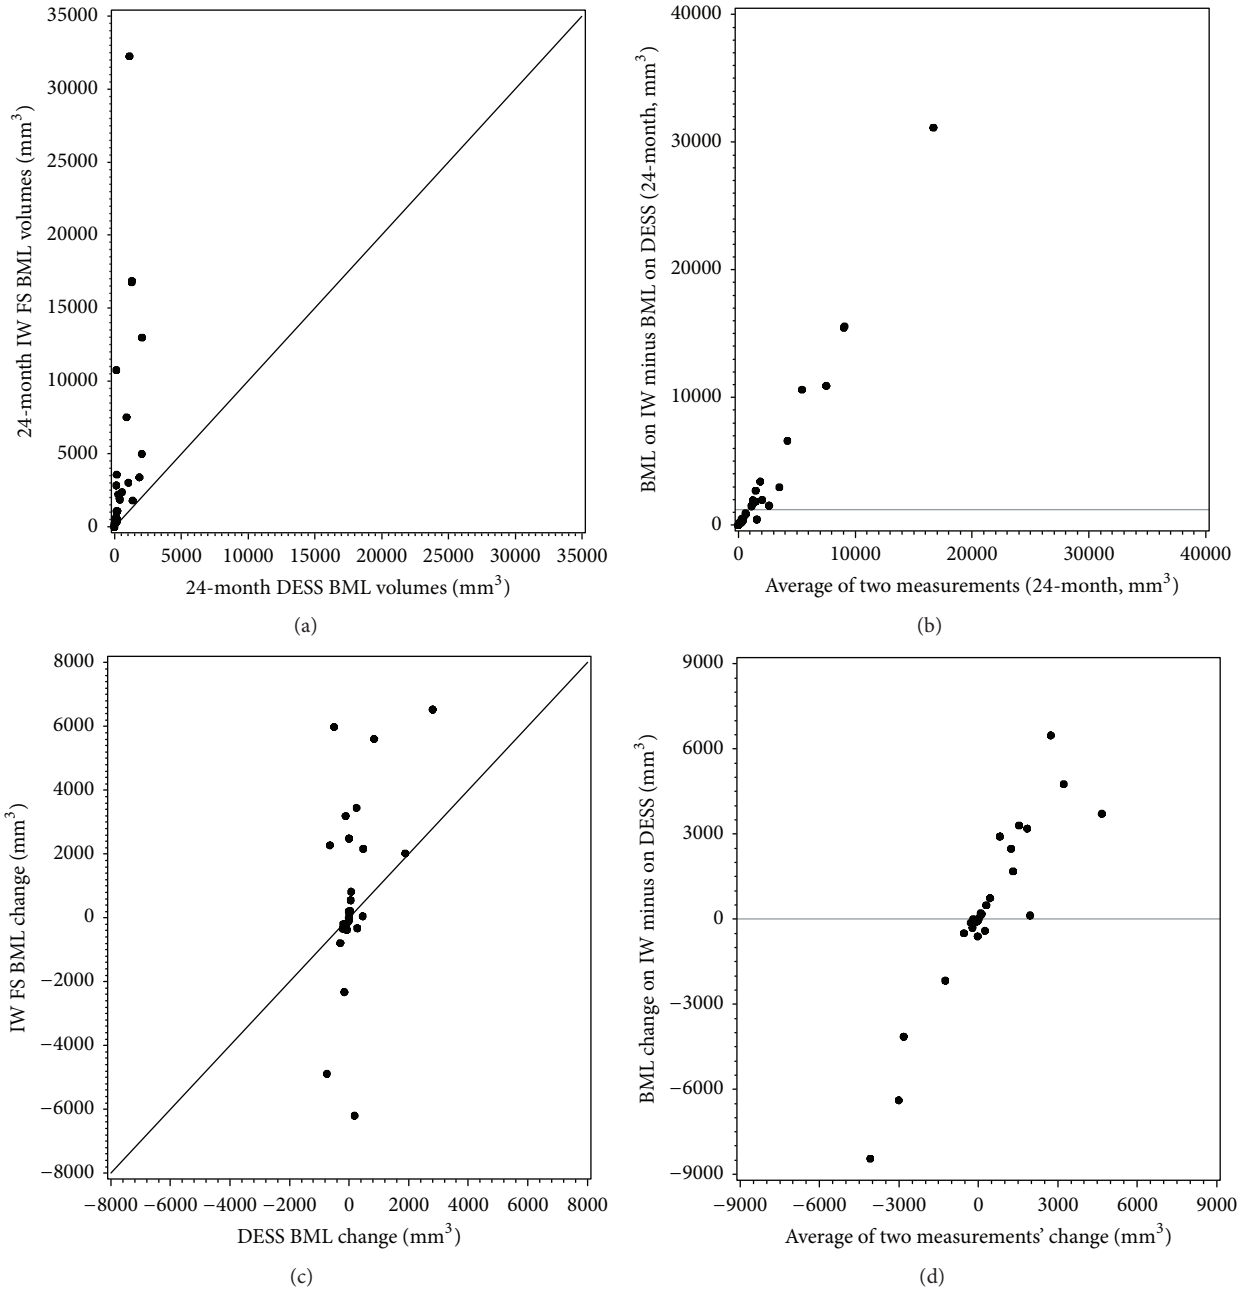 35000
30000
25000
20000
15000
10000
5000
0
24-month IW FS BML volumes (mm³)
0 5000 10000 15000 20000 25000 30000 35000
24-month DESS BML volumes (mm³)
(a)
40000
30000
20000
10000
0
BML on IW minus BML on DESS (24-month, mm³)
0 10000 20000 30000 40000
Average of two measurements (24-month, mm³)
(b)
8000
6000
4000
2000
0
−2000
−4000
−6000
−8000
IW FS BML change (mm³)
−8000 −6000 −4000 −2000 0 2000 4000 6000 8000
DESS BML change (mm³)
(c)
9000
6000
3000
0
−3000
−6000
−9000
BML change on IW minus on DESS (mm³)
−9000 −6000 −3000 0 3000 6000 9000
Average of two measurements’ change (mm³)
(d)